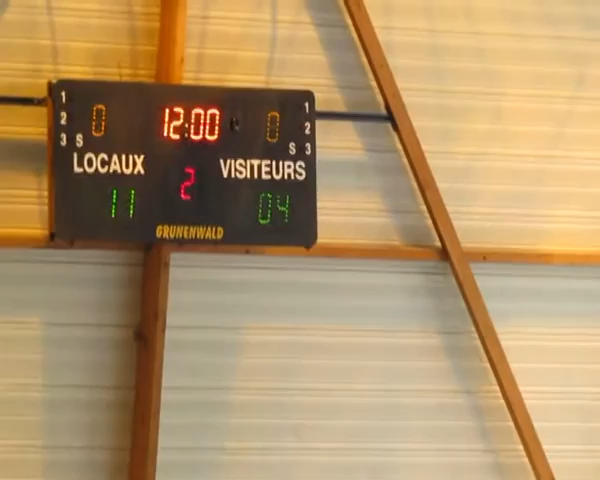 1 0 12:00 0 1
2 2
3 S S 3
LOCAUX 2 VISITEURS
11 04
GRUNENWALD